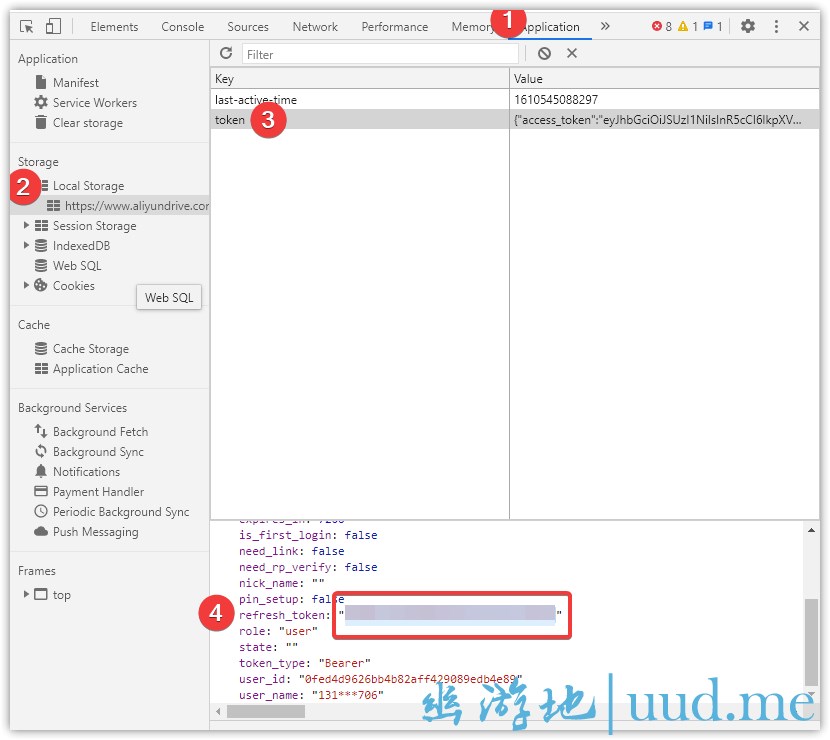 Elements Console Sources Network Performance Memory Application » 8 1 1
1
Application
Manifest
Service Workers
Clear storage
Storage
2
Local Storage
https://www.aliyundrive.cor
Session Storage
IndexedDB
Web SQL
Cookies
Web SQL
Cache
Cache Storage
Application Cache
Background Services
Background Fetch
Background Sync
Notifications
Payment Handler
Periodic Background Sync
Push Messaging
Frames
top
Filter
Key Value
last-active-time 1610545088297
token 3 {"access_token":"eyJhbGciOiJSUzI1NiIsInR5cCI6IkpXV...
expires_in: 7200
is_first_login: false
need_link: false
need_rp_verify: false
nick_name: ""
pin_setup: false
4 refresh_token: " "
role: "user"
state: ""
token_type: "Bearer"
user_id: "0fed4d9626bb4b82aff429089edb4e89"
user_name: "131***706"
幽游地|uud.me